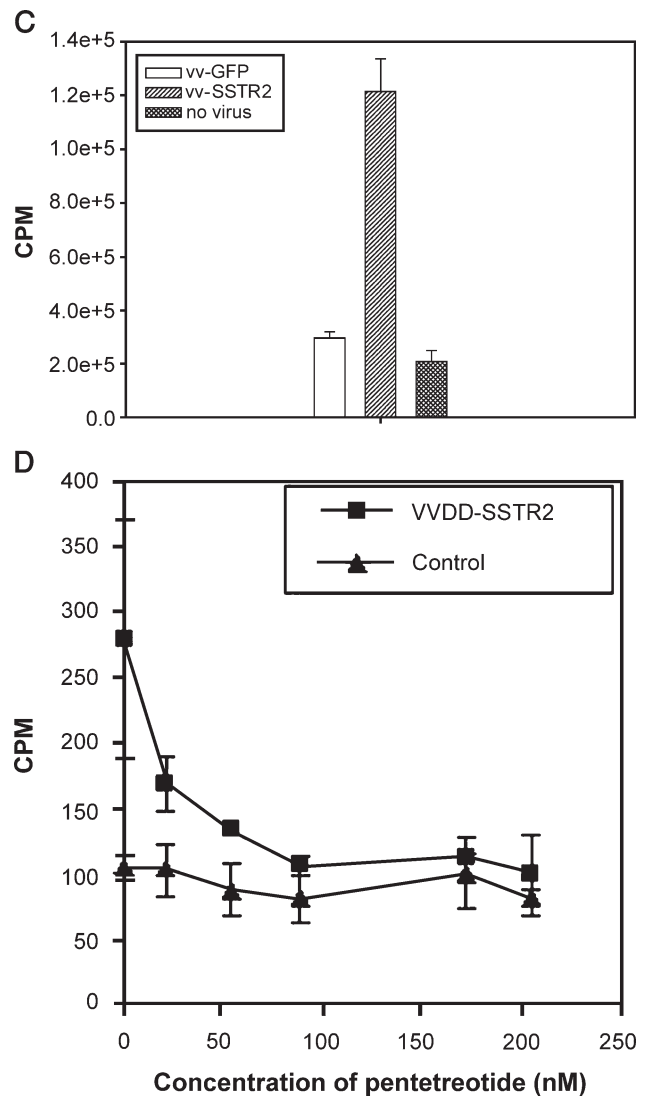 C
1.4e+5
1.2e+5
1.0e+5
8.0e+5
6.0e+5
4.0e+5
2.0e+5
0.0
CPM
vv-GFP
vv-SSTR2
no virus
D
400
350
300
250
200
150
100
50
0
CPM
VVDD-SSTR2
Control
0 50 100 150 200 250
Concentration of pentetreotide (nM)